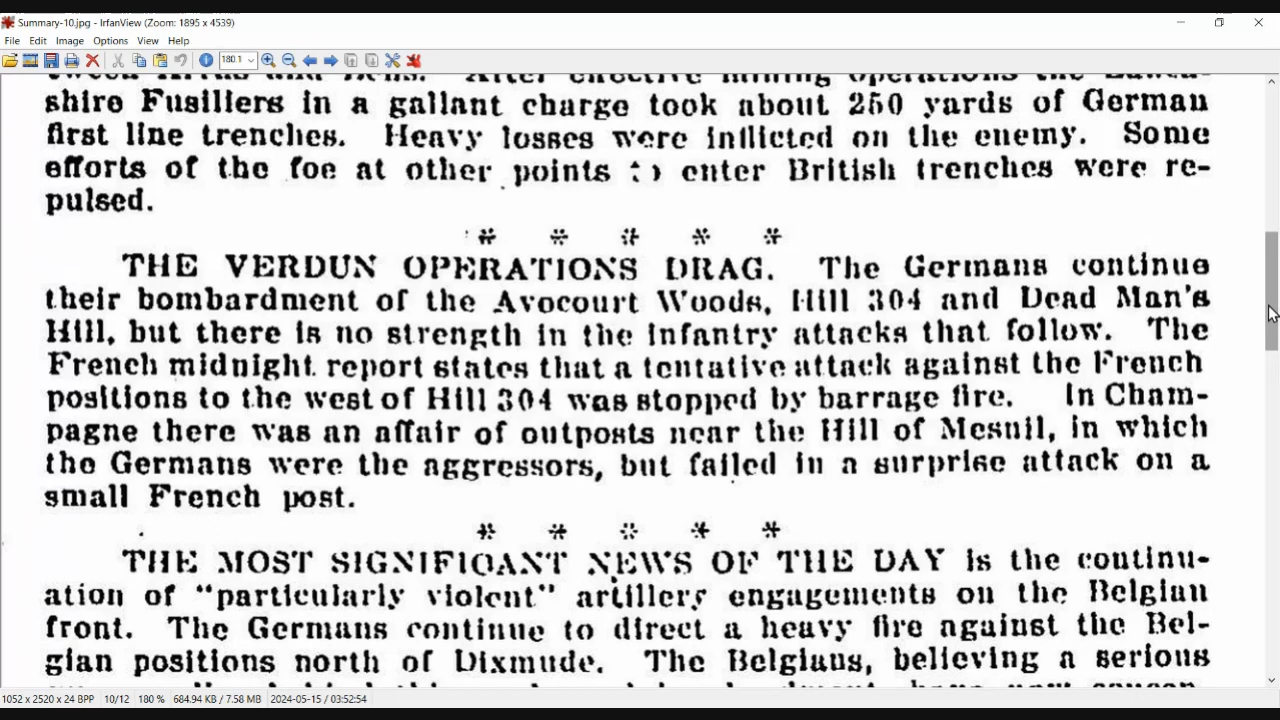 Summary-10.jpg - IrfanView (Zoom: 1895 x 4539)
File Edit Image Options View Help
180.1
shire Fusiliers in a gallant charge took about 250 yards of German
first line trenches. Heavy losses were inflicted on the enemy. Some
efforts of the foe at other points to enter British trenches were re-
pulsed.
* * * * *
THE VERDUN OPERATIONS DRAG. The Germans continue
their bombardment of the Avocourt Woods, Hill 304 and Dead Man's
Hill, but there is no strength in the infantry attacks that follow. The
French midnight report states that a tentative attack against the French
positions to the west of Hill 304 was stopped by barrage fire. In Cham-
pagne there was an affair of outposts near the Hill of Mesnil, in which
the Germans were the aggressors, but failed in a surprise attack on a
small French post.
* * * * *
THE MOST SIGNIFICANT NEWS OF THE DAY is the continu-
ation of "particularly violent" artillery engagements on the Belgian
front. The Germans continue to direct a heavy fire against the Bel-
gian positions north of Dixmude. The Belgians, believing a serious
1052 x 2520 x 24 BPP 10/12 180 % 684.94 KB / 7.58 MB 2024-05-15 / 03:52:54